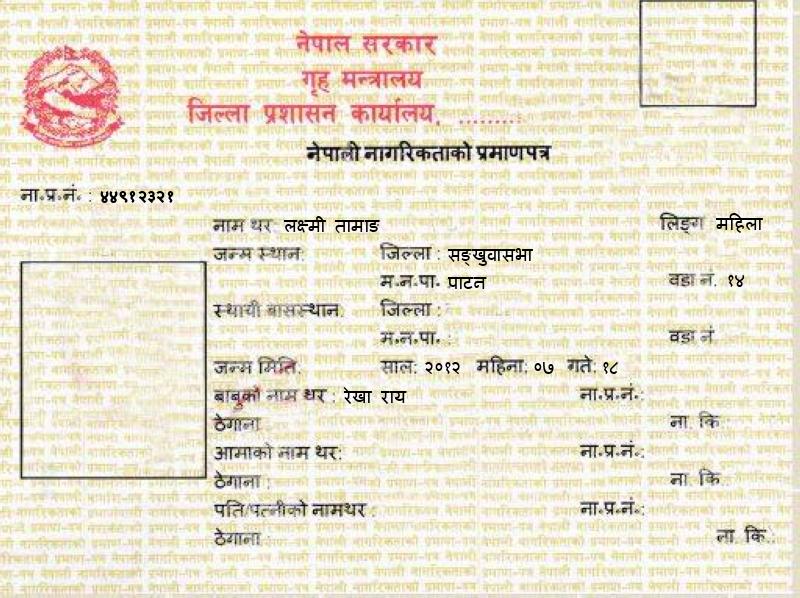 नेपाल सरकार
गृह मन्त्रालय
जिल्ला प्रशासन कार्यालय, .........
नेपाली नागरिकताको प्रमाणपत्र
ना.प्र.नं. : ४४९१२३२१
नाम थर: लक्ष्मी तामाङ लिङ्ग महिला
जन्म स्थान: जिल्ला : सङ्खुवासभा
म.न.पा. पाटन वडा नं. १४
स्थायी बासस्थान: जिल्ला :
म.न.पा. : वडा नं.
जन्म मिति: साल: २०१२ महिना: ०७ गते: १८
बाबुको नाम थर : रेखा राय ना.प्र.नं.:
ठेगाना : ना. कि.:
आमाको नाम थर: ना.प्र.नं.:
ठेगाना : ना. कि.
पति/पत्नीको नामथर : ना.प्र.नं.:
ठेगाना : ना. कि.: